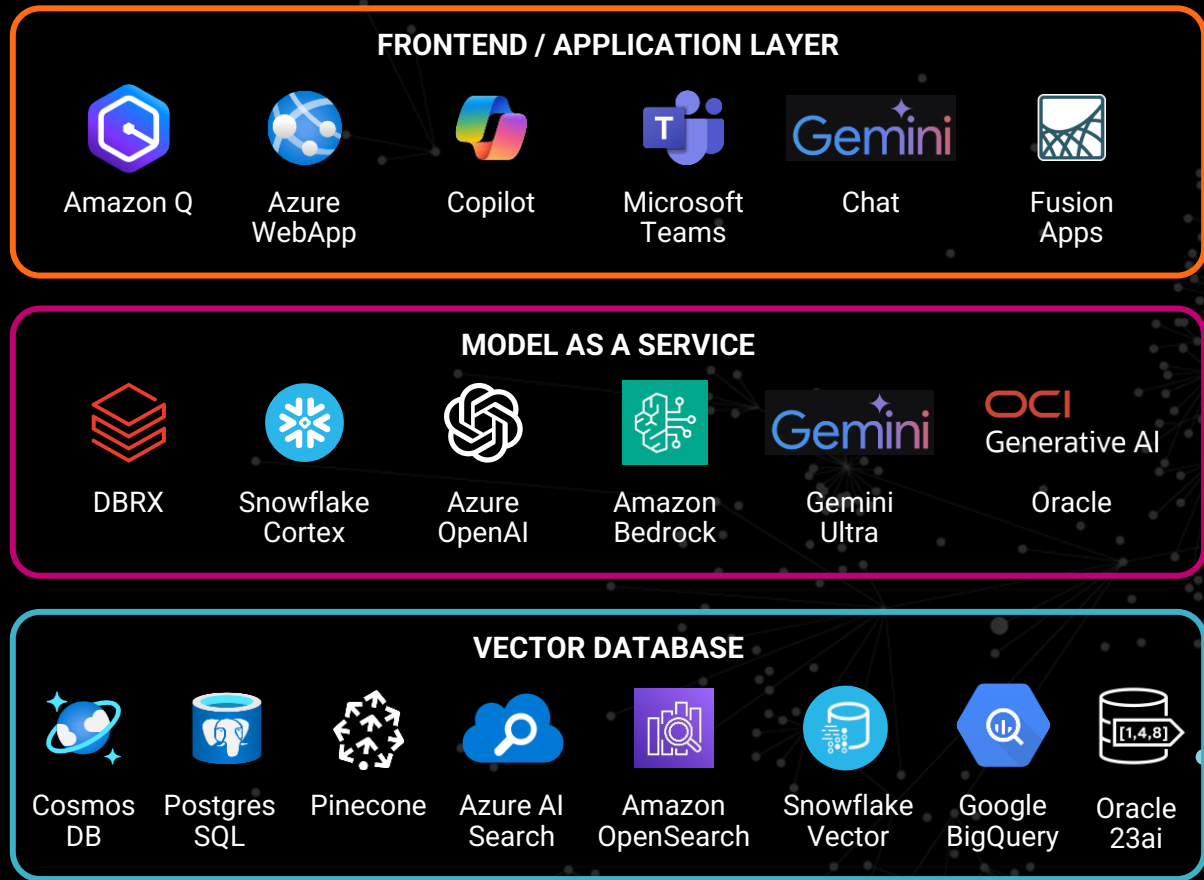 FRONTEND / APPLICATION LAYER
T
Gemini
Amazon Q
Azure
WebApp
Copilot
Microsoft
Teams
Chat
Fusion
Apps
MODEL AS A SERVICE
Gemini
OCI
Generative AI
DBRX
Snowflake
Cortex
Azure
OpenAI
Amazon
Bedrock
Gemini
Ultra
Oracle
VECTOR DATABASE
[1,4,8]
Cosmos
DB
Postgres
SQL
Pinecone
Azure AI
Search
Amazon
OpenSearch
Snowflake
Vector
Google
BigQuery
Oracle
23ai